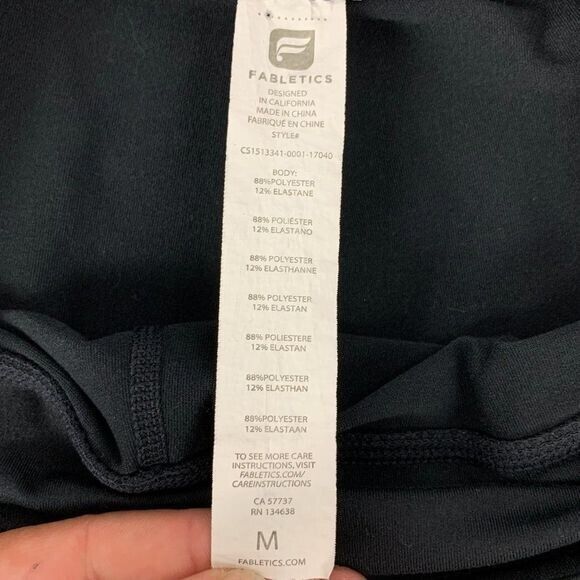 FABLETICS
DESIGNED
IN CALIFORNIA
MADE IN CHINA
FABRIQUÉ EN CHINE
STYLE#
CS1513341-0001-17040
BODY:
88%POLYESTER
12% ELASTANE
88% POLIÉSTER
12% ELASTANO
88% POLYESTER
12% ELASTHANNE
88% POLYESTER
12% ELASTAN
88% POLIESTERE
12% ELASTAN
88%POLYESTER
12% ELASTHAN
88%POLYESTER
12% ELASTAAN
TO SEE MORE CARE
INSTRUCTIONS, VISIT
FABLETICS.COM/
CAREINSTRUCTIONS
CA 57737
RN 134638
M
FABLETICS.COM